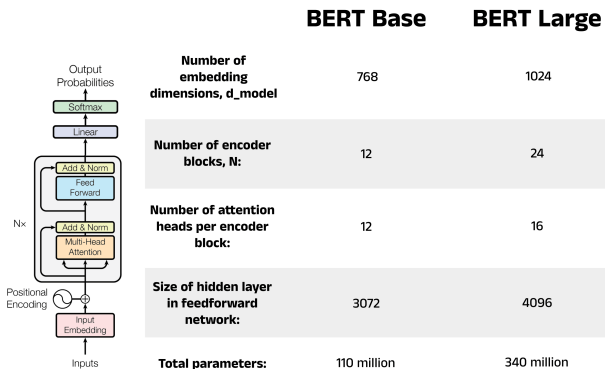 BERT Base BERT Large
Number of
embedding
dimensions, d_model
768 1024
Number of encoder
blocks, N:
12 24
Number of attention
heads per encoder
block:
12 16
Size of hidden layer
in feedforward
network:
3072 4096
Total parameters: 110 million 340 million
Output
Probabilities
Softmax
Linear
Add & Norm
Feed
Forward
Nx
Add & Norm
Multi-Head
Attention
Positional
Encoding
Input
Embedding
Inputs